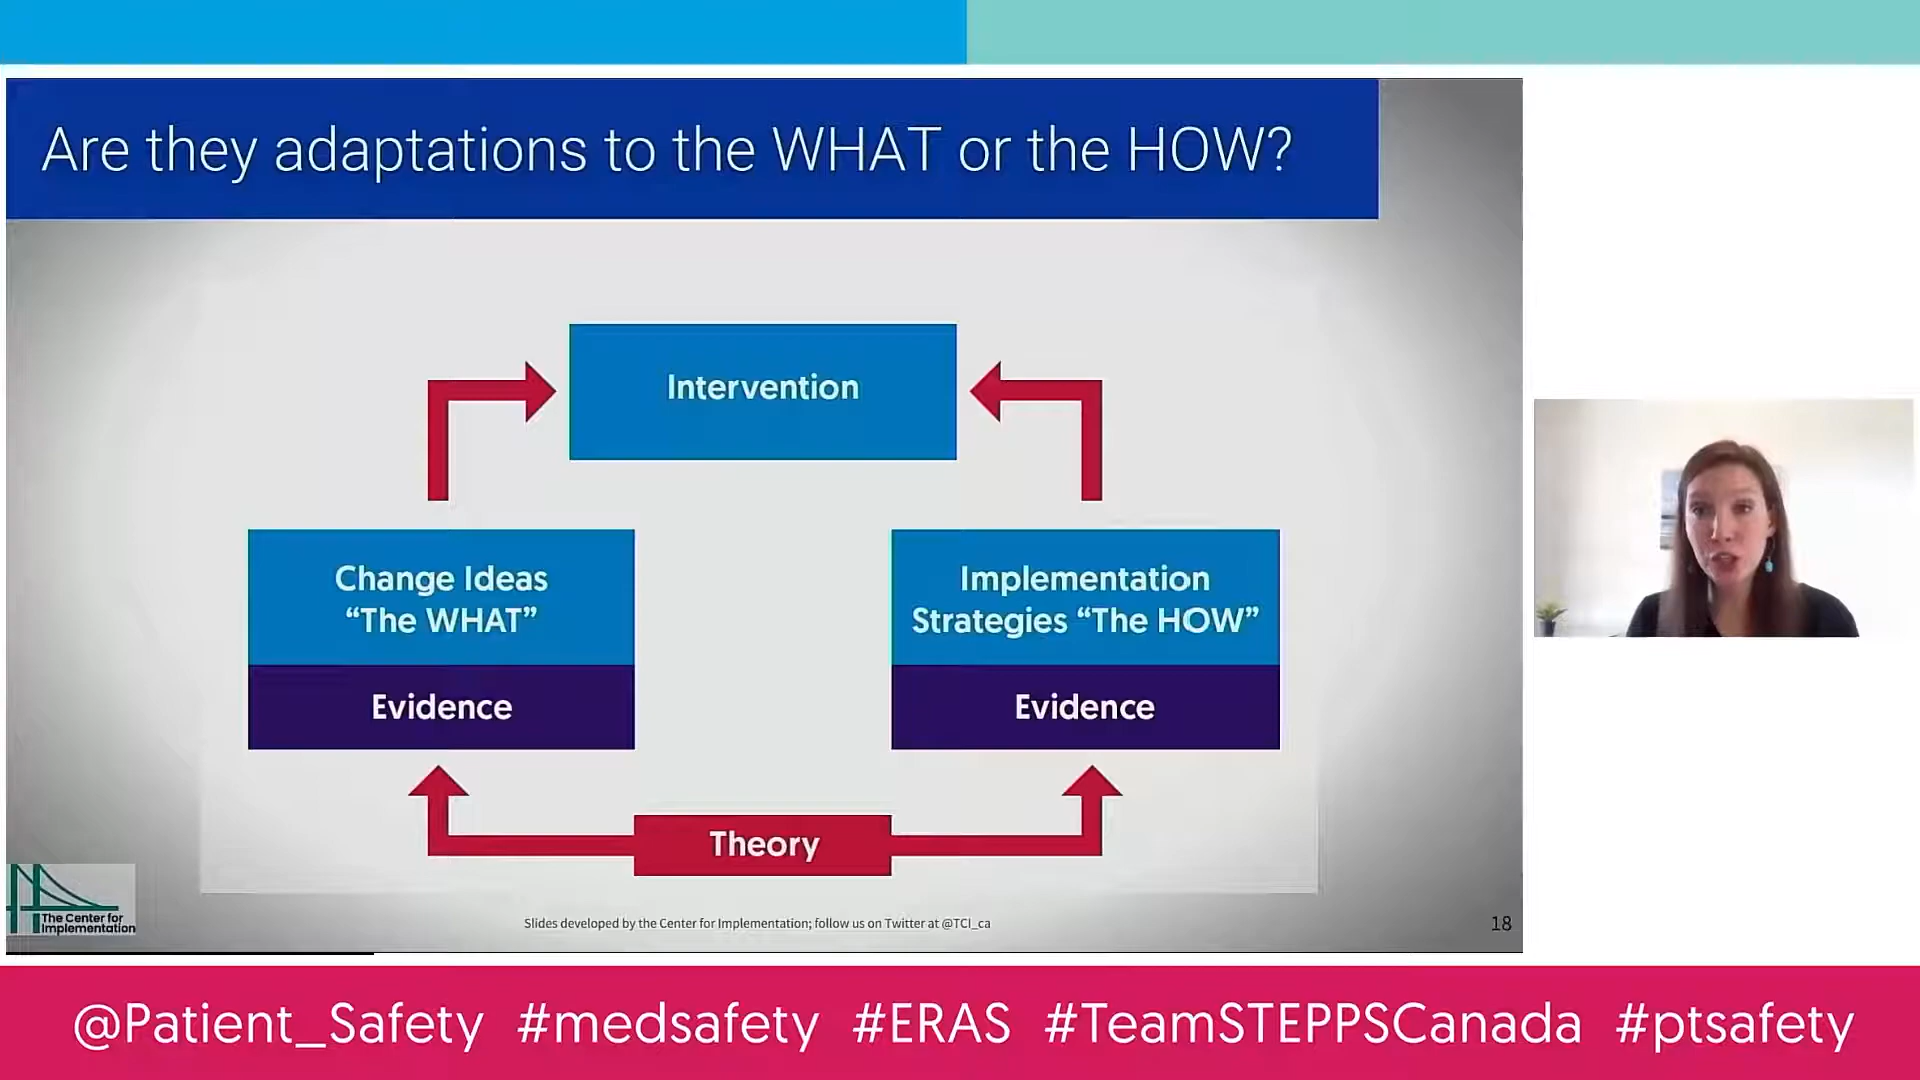 Are they adaptations to the WHAT or the HOW?
Intervention
Change Ideas
“The WHAT”
Evidence
Implementation
Strategies “The HOW”
Evidence
Theory
The Center for
Implementation
Slides developed by the Center for Implementation; follow us on Twitter at @TCI_ca
18
@Patient_Safety #medsafety #ERAS #TeamSTEPPSCanada #ptsafety